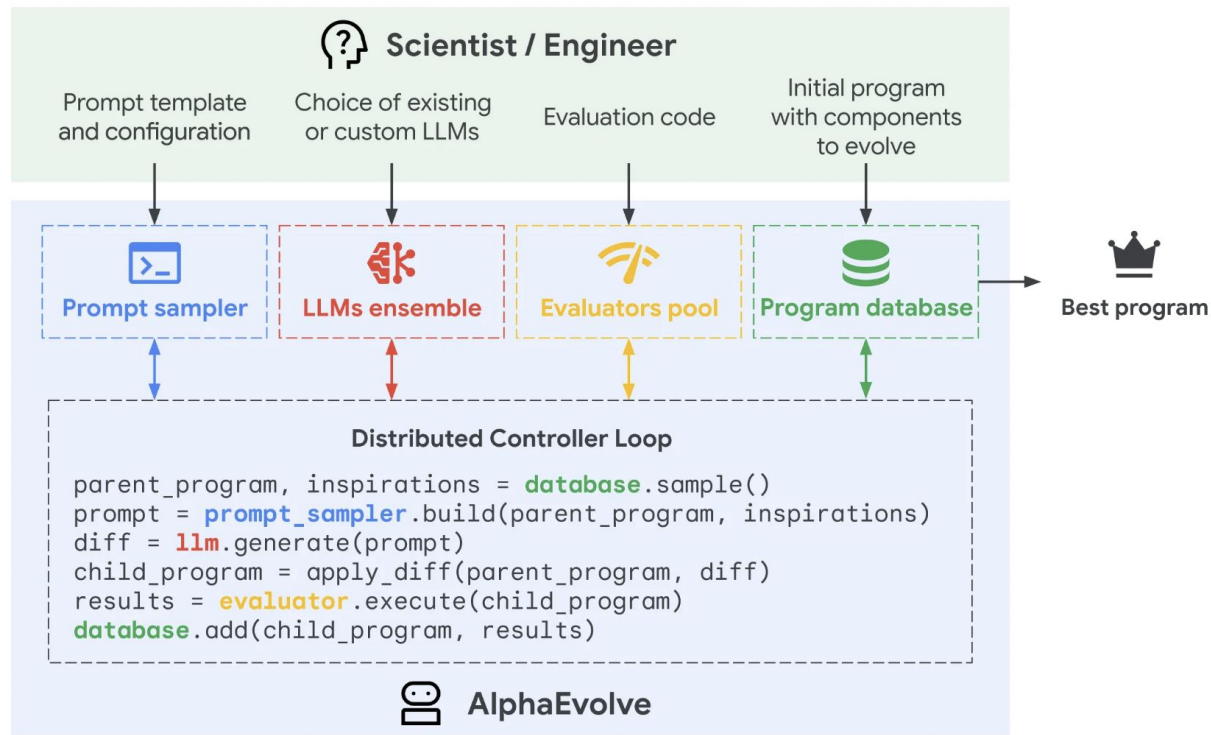 Scientist / Engineer
Prompt template
and configuration
Choice of existing
or custom LLMs
Evaluation code
Initial program
with components
to evolve
Prompt sampler
LLMs ensemble
Evaluators pool
Program database
Best program
Distributed Controller Loop
parent_program, inspirations = database.sample()
prompt = prompt_sampler.build(parent_program, inspirations)
diff = llm.generate(prompt)
child_program = apply_diff(parent_program, diff)
results = evaluator.execute(child_program)
database.add(child_program, results)
AlphaEvolve